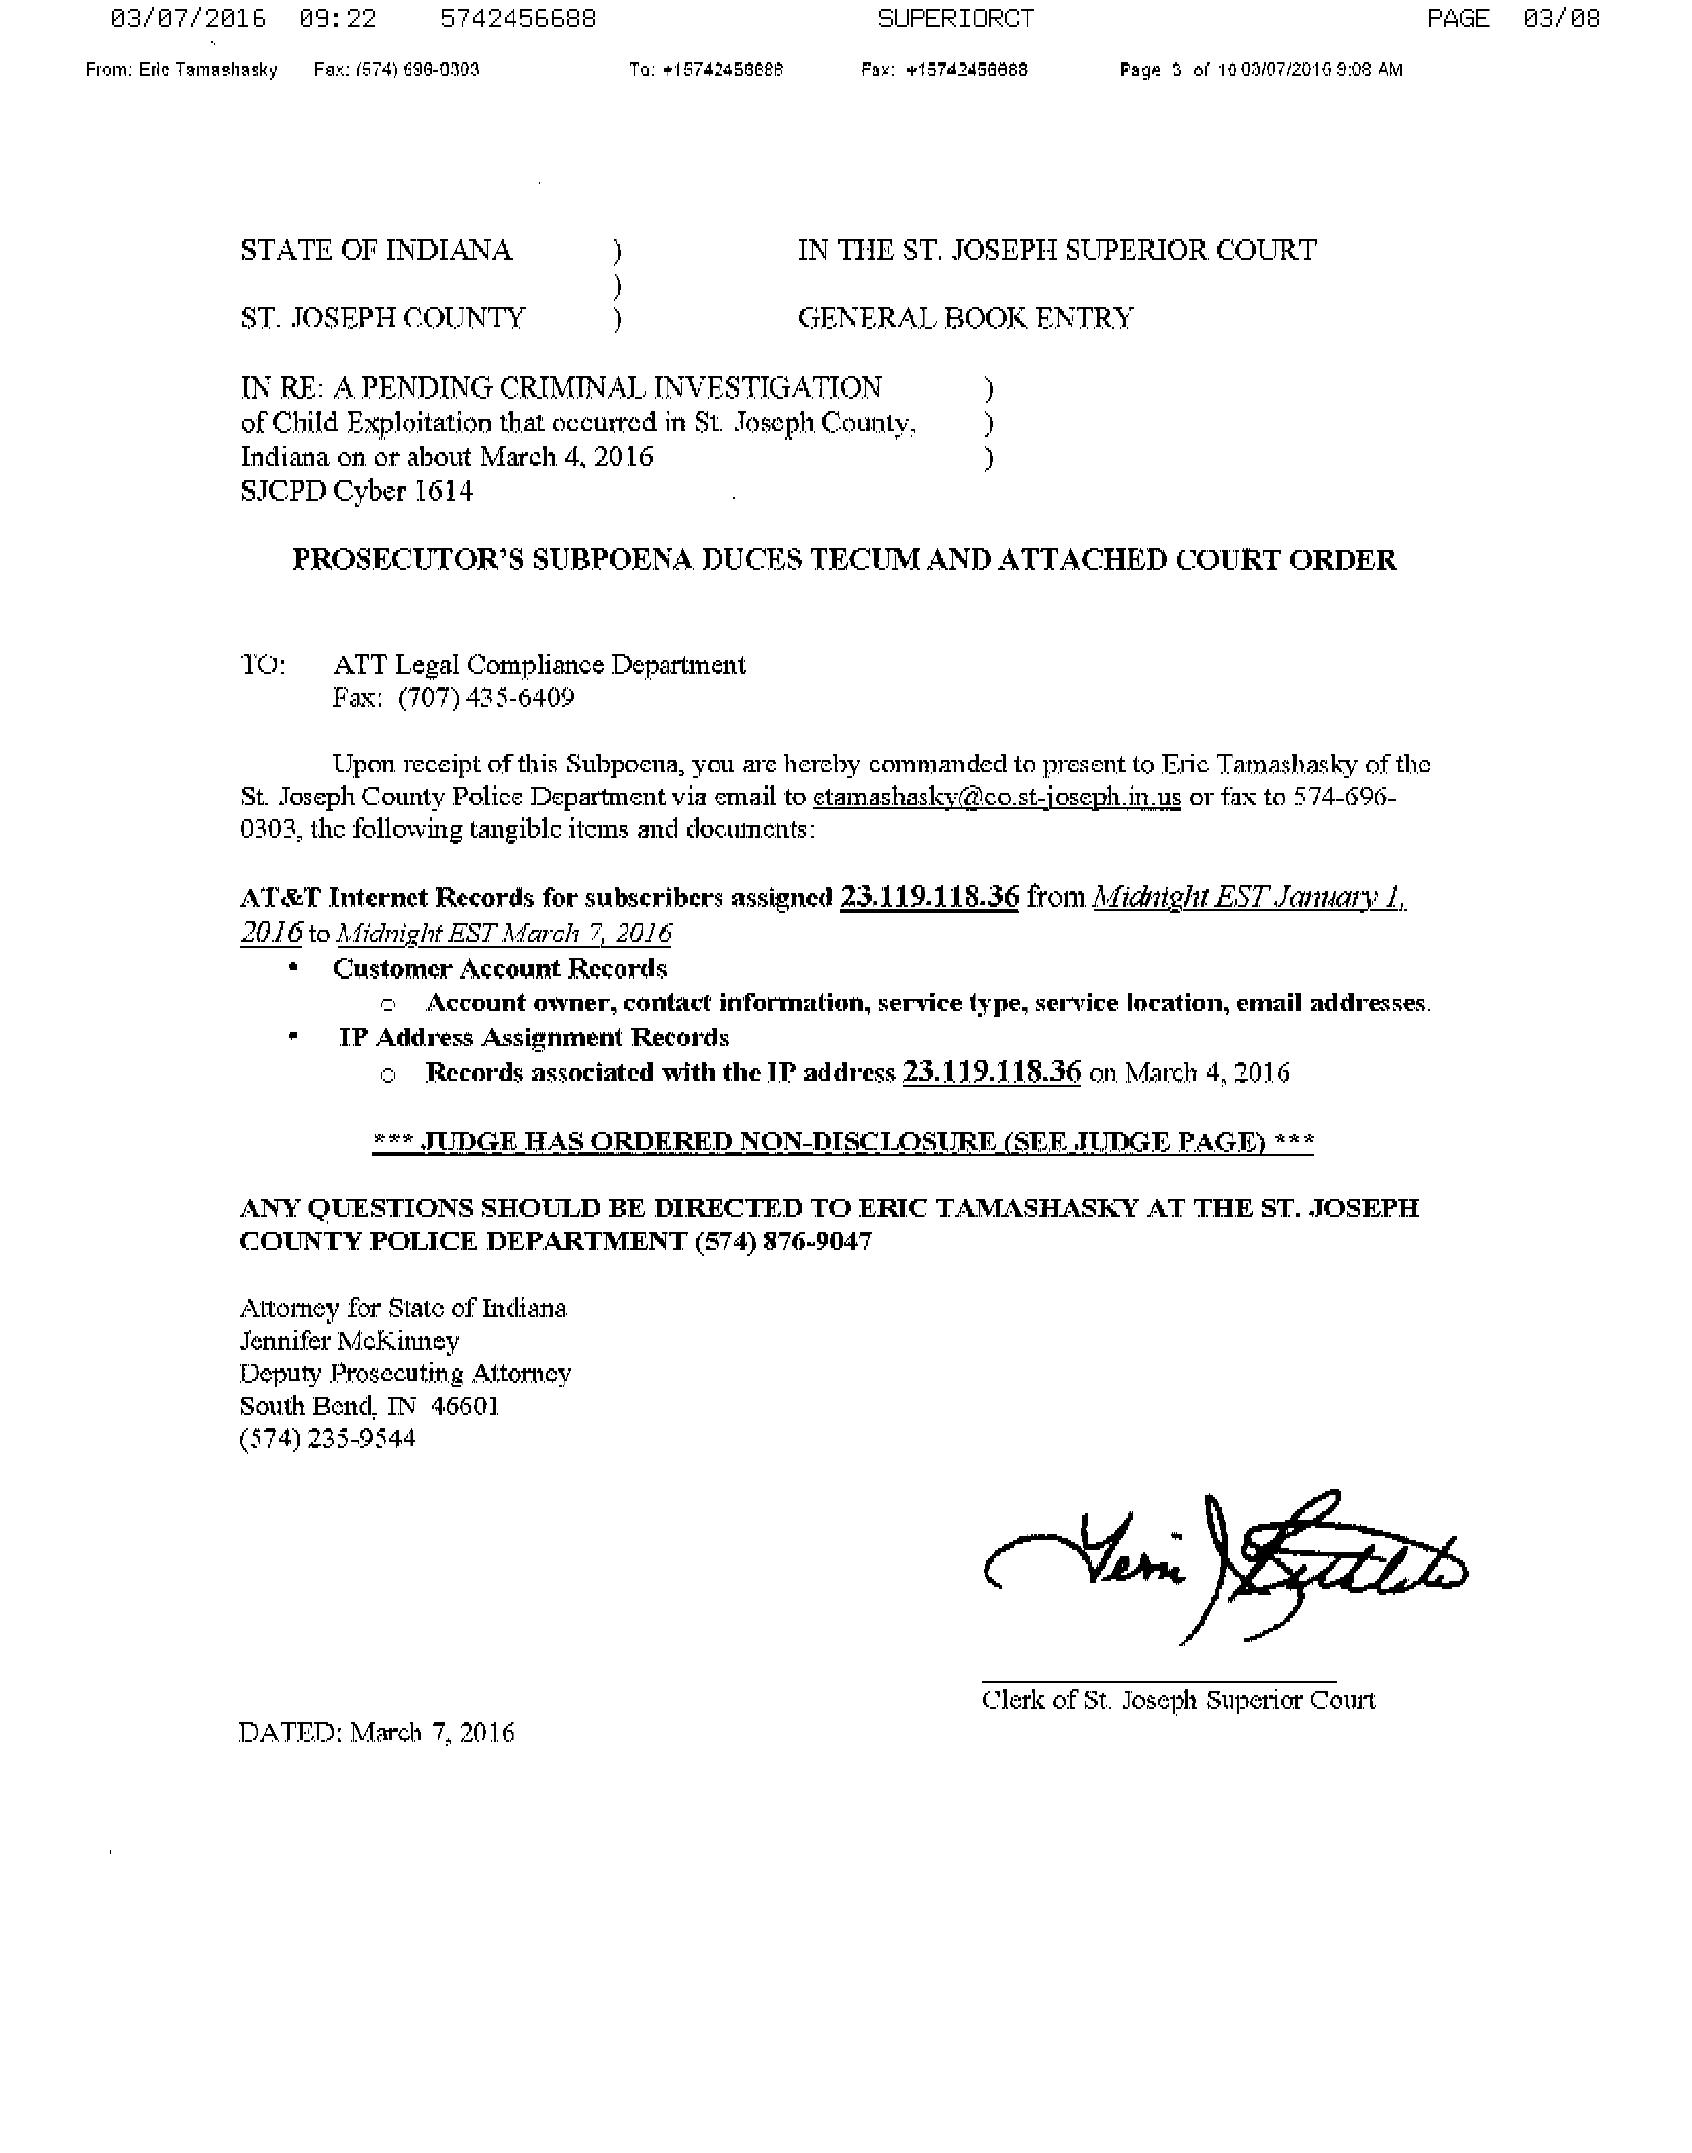 03/07/2016 09:22 5742456688 SUPERIORCT PAGE 03/08
From: Eric Tamashasky Fax: (574) 696-0303 To: +15742456688 Fax: +15742456688 Page 3 of 10 03/07/2016 9:08 AM
STATE OF INDIANA ) IN THE ST. JOSEPH SUPERIOR COURT
)
ST. JOSEPH COUNTY ) GENERAL BOOK ENTRY
IN RE: A PENDING CRIMINAL INVESTIGATION )
of Child Exploitation that occurred in St. Joseph County, )
Indiana on or about March 4, 2016 )
SJCPD Cyber 1614
PROSECUTOR'S SUBPOENA DUCES TECUM AND ATTACHED COURT ORDER
TO: ATT Legal Compliance Department
Fax: (707) 435-6409
Upon receipt of this Subpoena, you are hereby commanded to present to Eric Tamashasky of the
St. Joseph County Police Department via email to etamashasky@co.st-joseph.in.us or fax to 574-696-
0303, the following tangible items and documents:
AT&T Internet Records for subscribers assigned 23.119.118.36 from Midnight EST January 1,
2016 to Midnight EST March 7, 2016
• Customer Account Records
○ Account owner, contact information, service type, service location, email addresses.
• IP Address Assignment Records
○ Records associated with the IP address 23.119.118.36 on March 4, 2016
*** JUDGE HAS ORDERED NON-DISCLOSURE (SEE JUDGE PAGE) ***
ANY QUESTIONS SHOULD BE DIRECTED TO ERIC TAMASHASKY AT THE ST. JOSEPH
COUNTY POLICE DEPARTMENT (574) 876-9047
Attorney for State of Indiana
Jennifer McKinney
Deputy Prosecuting Attorney
South Bend, IN 46601
(574) 235-9544
Clerk of St. Joseph Superior Court
DATED: March 7, 2016